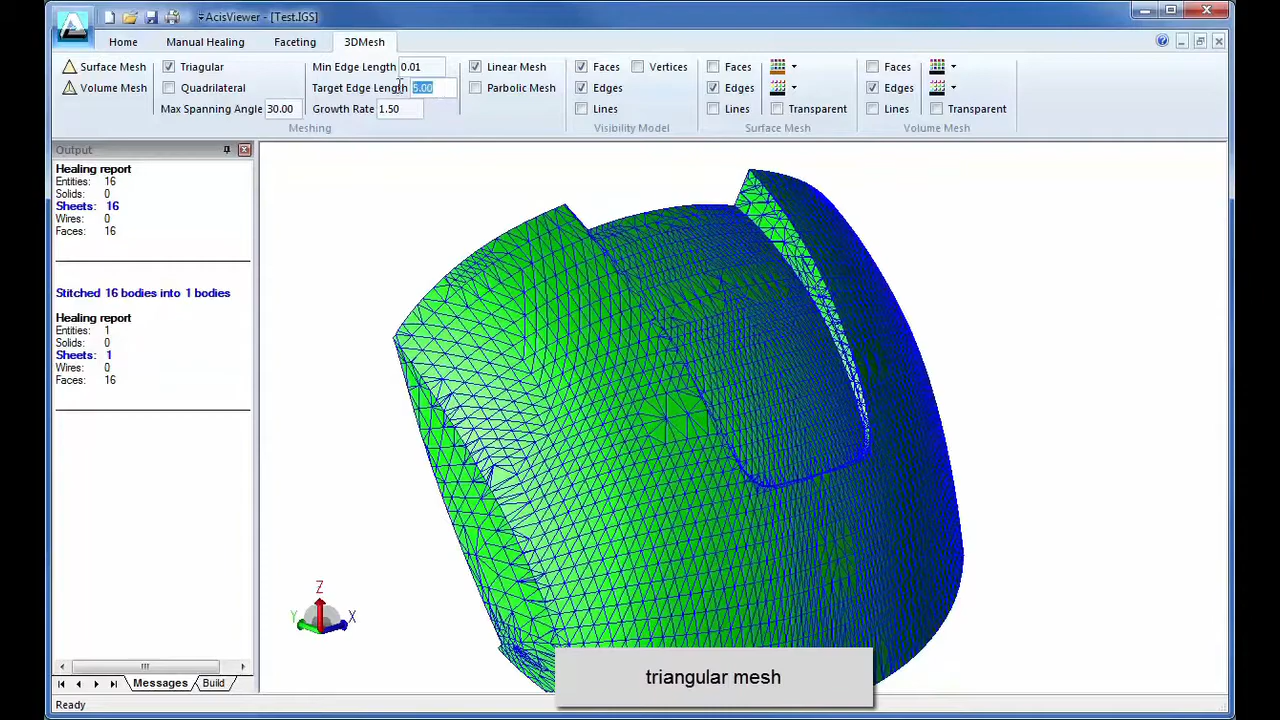 AcisViewer - [Test.IGS]
Home Manual Healing Faceting 3DMesh
Surface Mesh Triagular Min Edge Length 0.01 Linear Mesh Faces Vertices Faces Faces
Volume Mesh Quadrilateral Target Edge Length 5.00 Parbolic Mesh Edges Edges Edges
Max Spanning Angle 30.00 Growth Rate 1.50 Lines Lines Transparent Lines Transparent
Meshing Visibility Model Surface Mesh Volume Mesh
Output
Healing report
Entities: 16
Solids: 0
Sheets: 16
Wires: 0
Faces: 16
Stitched 16 bodies into 1 bodies
Healing report
Entities: 1
Solids: 0
Sheets: 1
Wires: 0
Faces: 16
Z
Y X
triangular mesh
Messages Build
Ready